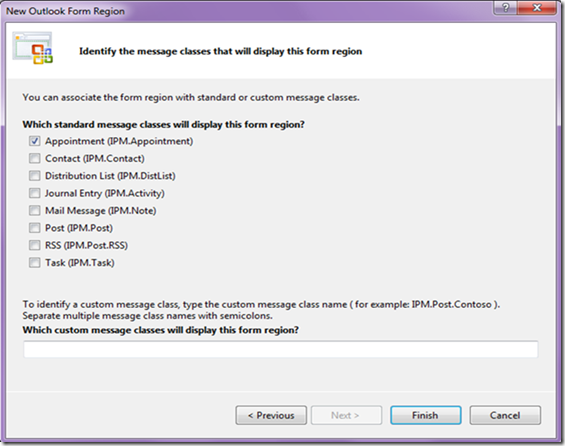 New Outlook Form Region
Identify the message classes that will display this form region
You can associate the form region with standard or custom message classes.
Which standard message classes will display this form region?
Appointment (IPM.Appointment)
Contact (IPM.Contact)
Distribution List (IPM.DistList)
Journal Entry (IPM.Activity)
Mail Message (IPM.Note)
Post (IPM.Post)
RSS (IPM.Post.RSS)
Task (IPM.Task)
To identify a custom message class, type the custom message class name ( for example: IPM.Post.Contoso ).
Separate multiple message class names with semicolons.
Which custom message classes will display this form region?
< Previous
Next >
Finish
Cancel